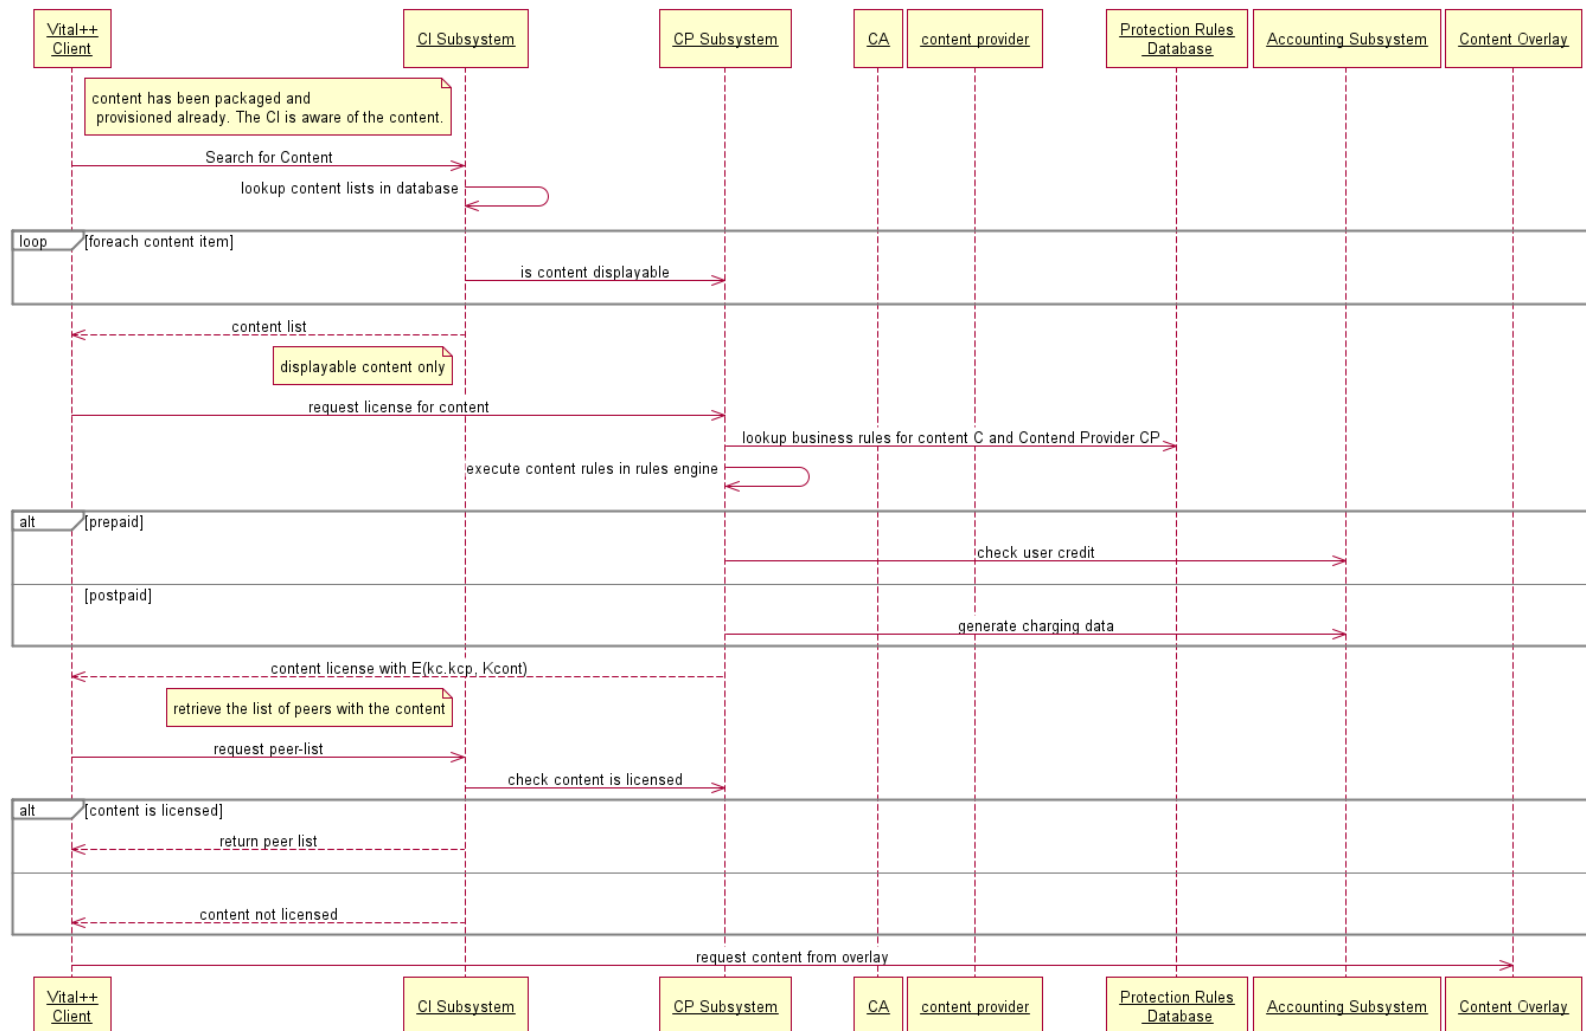 Vital++
Client
CI Subsystem
CP Subsystem
CA
content provider
Protection Rules
Database
Accounting Subsystem
Content Overlay
content has been packaged and
provisioned already. The CI is aware of the content.
Search for Content
lookup content lists in database
loop
[foreach content item]
is content displayable
content list
displayable content only
request license for content
lookup business rules for content C and Contend Provider CP
execute content rules in rules engine
alt
[prepaid]
check user credit
[postpaid]
generate charging data
content license with E(kc.kcp, Kcont)
retrieve the list of peers with the content
request peer-list
check content is licensed
alt
[content is licensed]
return peer list
content not licensed
request content from overlay
Vital++
Client
CI Subsystem
CP Subsystem
CA
content provider
Protection Rules
Database
Accounting Subsystem
Content Overlay